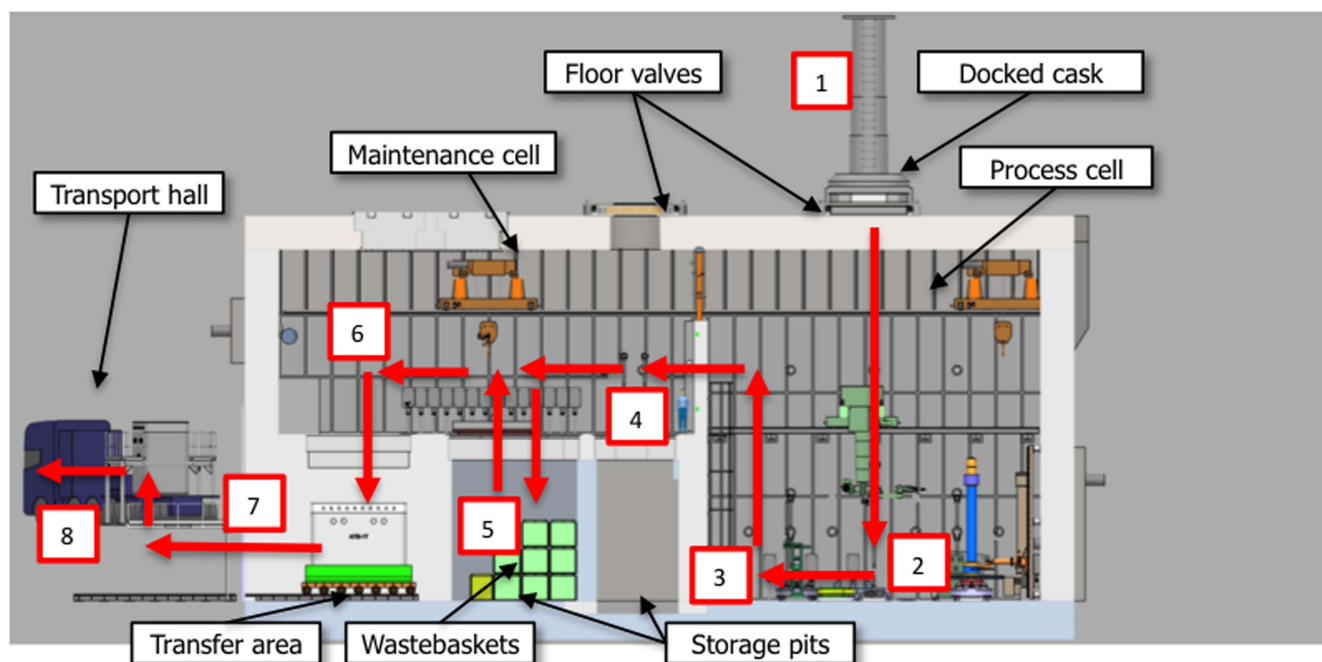 1
Floor valves
Docked cask
Maintenance cell
Process cell
Transport hall
6
4
7
5
8
3
2
Transfer area
Wastebaskets
Storage pits